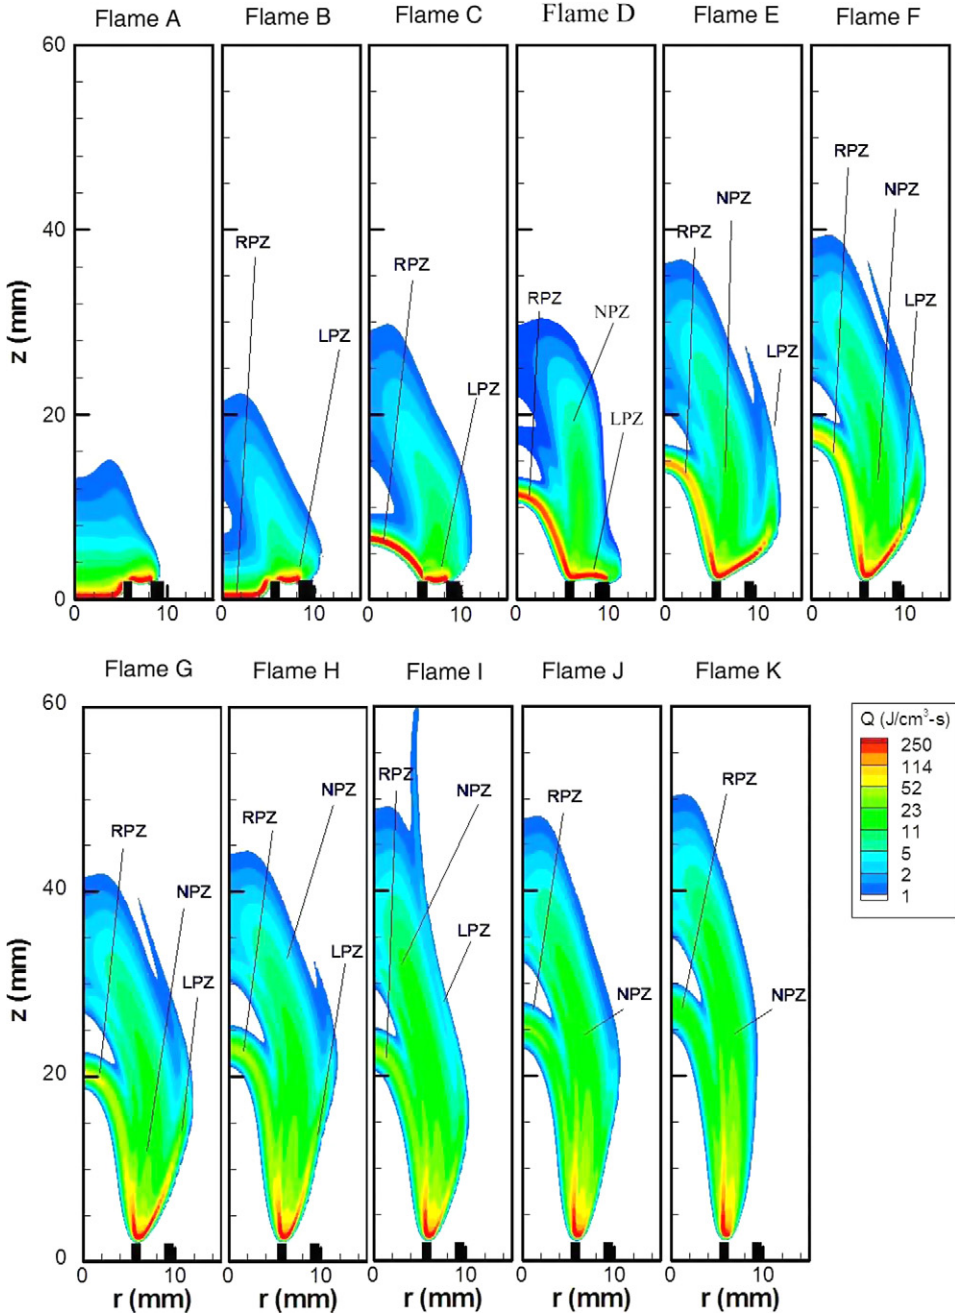 Flame A Flame B Flame C Flame D Flame E Flame F
60
RPZ
NPZ
40
RPZ
RPZ
RPZ
LPZ
RPZ
NPZ
LPZ
LPZ
z (mm)
LPZ
20
LPZ
0
0 10 0 10 0 10 0 10 0 10 0 10
Flame G Flame H Flame I Flame J Flame K
60
Q (J/cm³-s)
250
114
52
23
11
5
2
1
RPZ
RPZ
NPZ
NPZ
RPZ
RPZ
RPZ
40
NPZ
LPZ
LPZ
LPZ
NPZ
NPZ
z (mm)
20
0
0 10 0 10 0 10 0 10 0 10
r (mm) r (mm) r (mm) r (mm) r (mm)